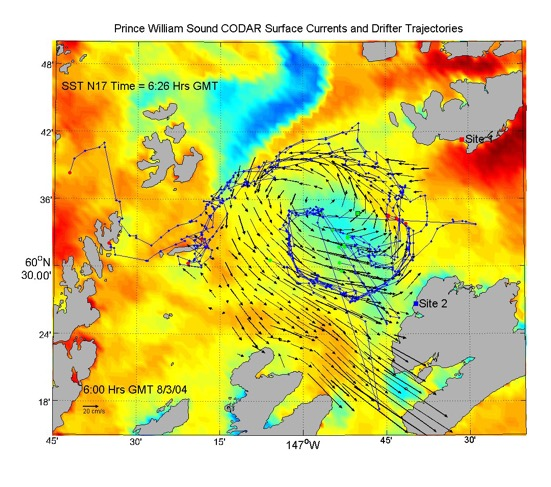 Prince William Sound CODAR Surface Currents and Drifter Trajectories
48'
SST N17 Time = 6:26 Hrs GMT
42'
Site 1
36'
60°N
30.00'
Site 2
24'
6:00 Hrs GMT 8/3/04
18'
20 cm/s
45' 30' 15' 147°W 45' 30'